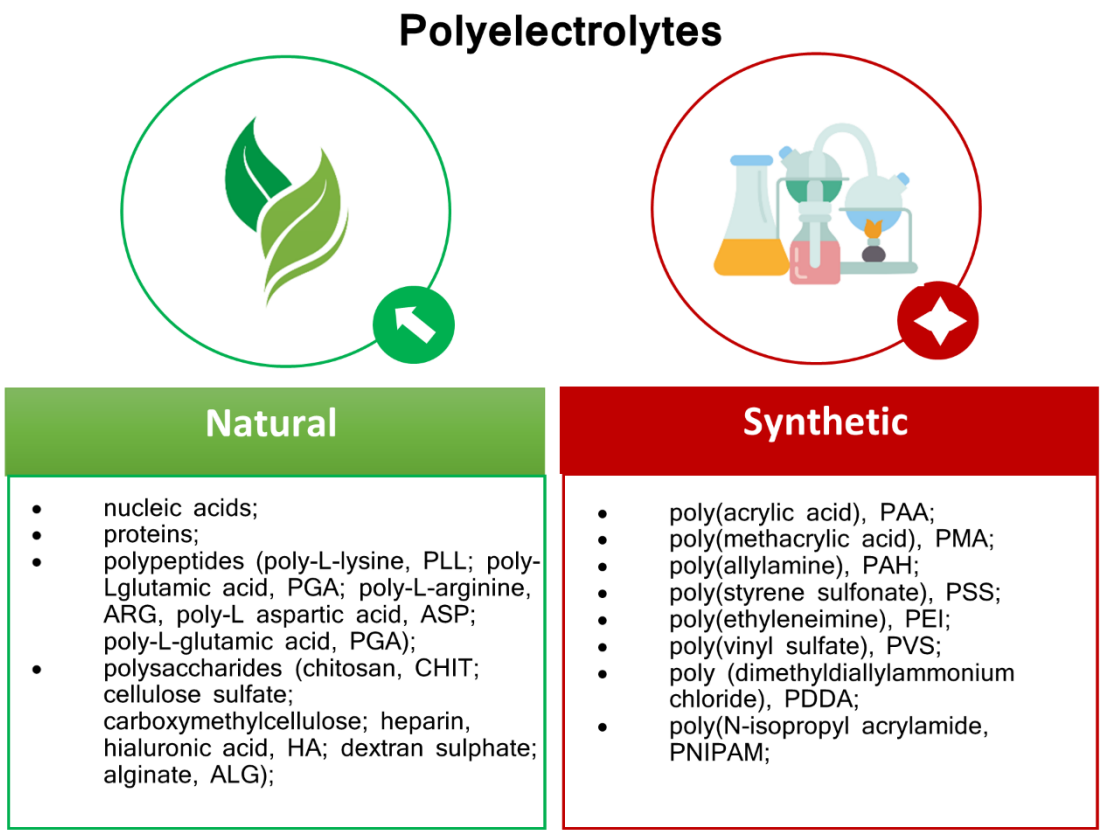 Polyelectrolytes
Natural
• nucleic acids;
• proteins;
• polypeptides (poly-L-lysine, PLL; poly-
Lglutamic acid, PGA; poly-L-arginine,
ARG, poly-L aspartic acid, ASP;
poly-L-glutamic acid, PGA);
• polysaccharides (chitosan, CHIT;
cellulose sulfate;
carboxymethylcellulose; heparin,
hialuronic acid, HA; dextran sulphate;
alginate, ALG);
Synthetic
• poly(acrylic acid), PAA;
• poly(methacrylic acid), PMA;
• poly(allylamine), PAH;
• poly(styrene sulfonate), PSS;
• poly(ethyleneimine), PEI;
• poly(vinyl sulfate), PVS;
• poly (dimethyldiallylammonium
chloride), PDDA;
• poly(N-isopropyl acrylamide,
PNIPAM;